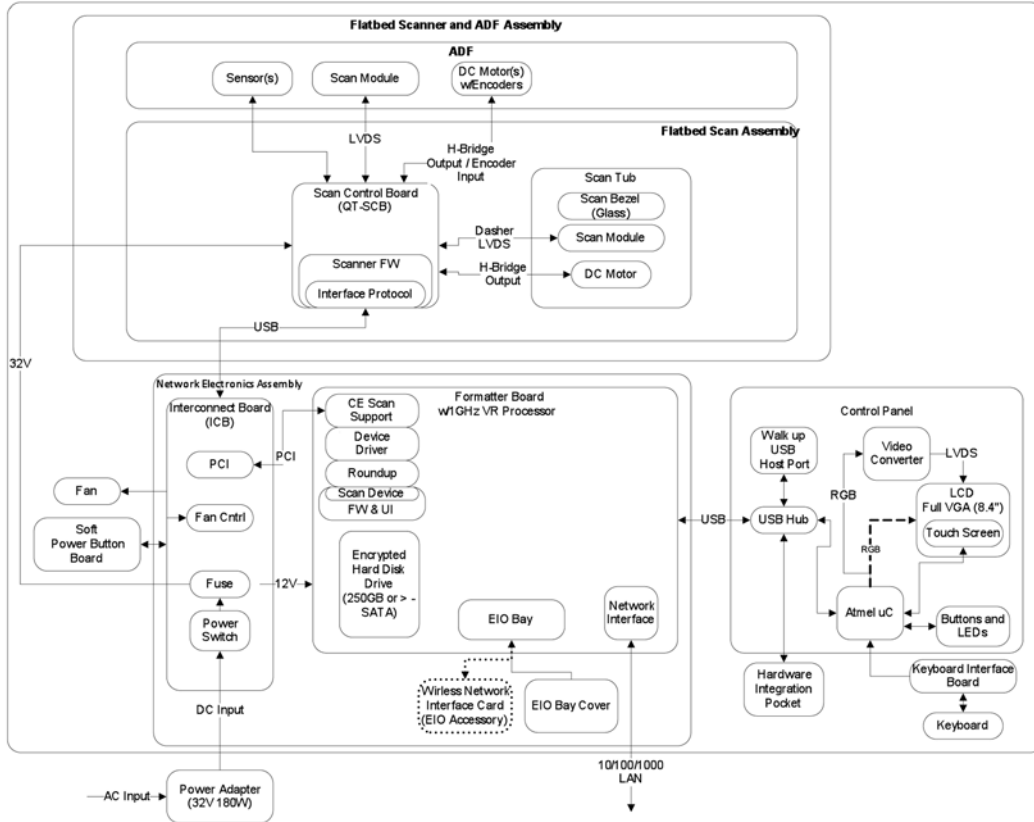 Flatbed Scanner and ADF Assembly
ADF
Sensor(s)
Scan Module
DC Motor(s)
w/Encoders
LVDS
Flatbed Scan Assembly
H-Bridge
Output / Encoder
Input
Scan Control Board
(QT-SCB)
Scan Tub
Scan Bezel
(Glass)
Dasher
LVDS
Scan Module
Scanner FW
H-Bridge
Output
DC Motor
Interface Protocol
USB
32V
Network Electronics Assembly
Interconnect Board
(ICB)
PCI
Fan
Fan Cntrl
Soft
Power Button
Board
Fuse
12V
Power
Switch
DC Input
PCI
Formatter Board
w1GHz VR Processor
CE Scan
Support
Device
Driver
Roundup
Scan Device
FW & UI
Encrypted
Hard Disk
Drive
(250GB or > -
SATA)
EIO Bay
Network
Interface
Wirless Network
Interface Card
(EIO Accessory)
EIO Bay Cover
USB
Control Panel
Walk up
USB
Host Port
Video
Converter
LVDS
RGB
LCD
Full VGA (8.4")
Touch Screen
USB Hub
RGB
Atmel uC
Buttons and
LEDs
Hardware
Integration
Pocket
Keyboard Interface
Board
Keyboard
10/100/1000
LAN
AC Input
Power Adapter
(32V 180W)